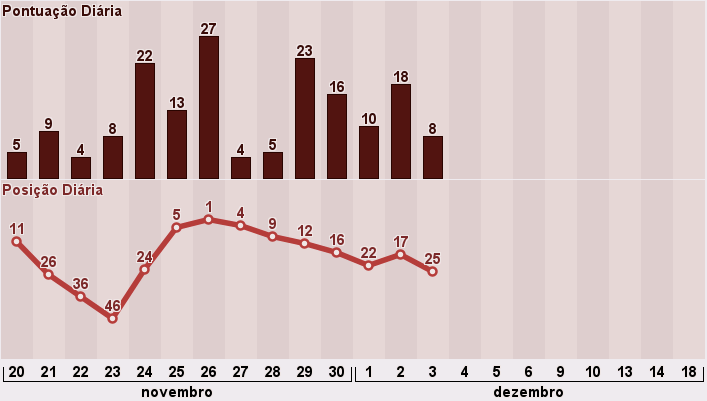 Pontuação Diária
5 9 4 8 22 13 27 4 5 23 16 10 18 8
Posição Diária
11 26 36 46 24 5 1 4 9 12 16 22 17 25
20 21 22 23 24 25 26 27 28 29 30 1 2 3 4 5 6 9 10 13 14 18
novembro dezembro